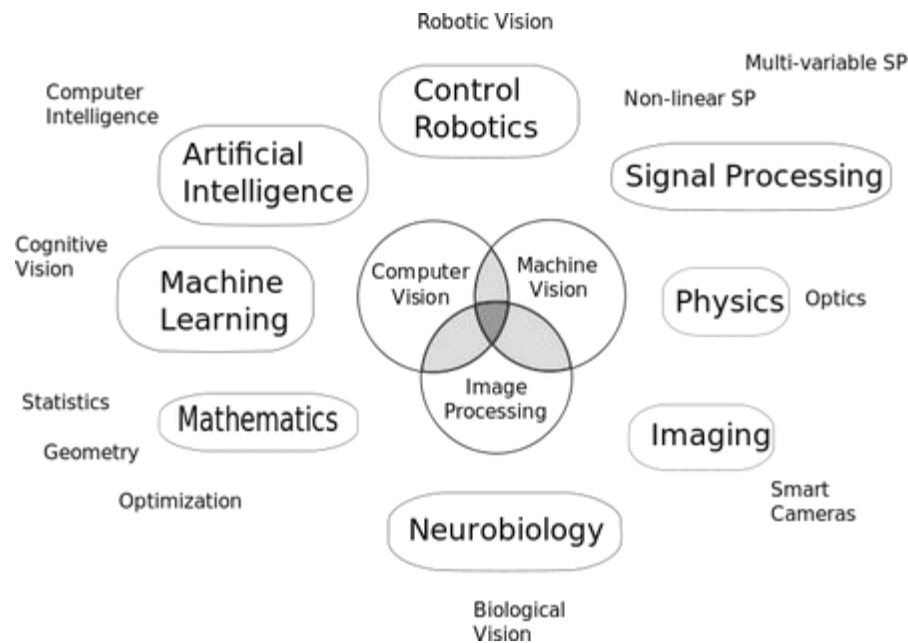 Robotic Vision
Multi-variable SP
Computer
Intelligence
Control
Robotics
Non-linear SP
Artificial
Intelligence
Signal Processing
Cognitive
Vision
Machine
Learning
Computer
Vision
Machine
Vision
Physics
Optics
Image
Processing
Statistics
Mathematics
Geometry
Imaging
Optimization
Smart
Cameras
Neurobiology
Biological
Vision